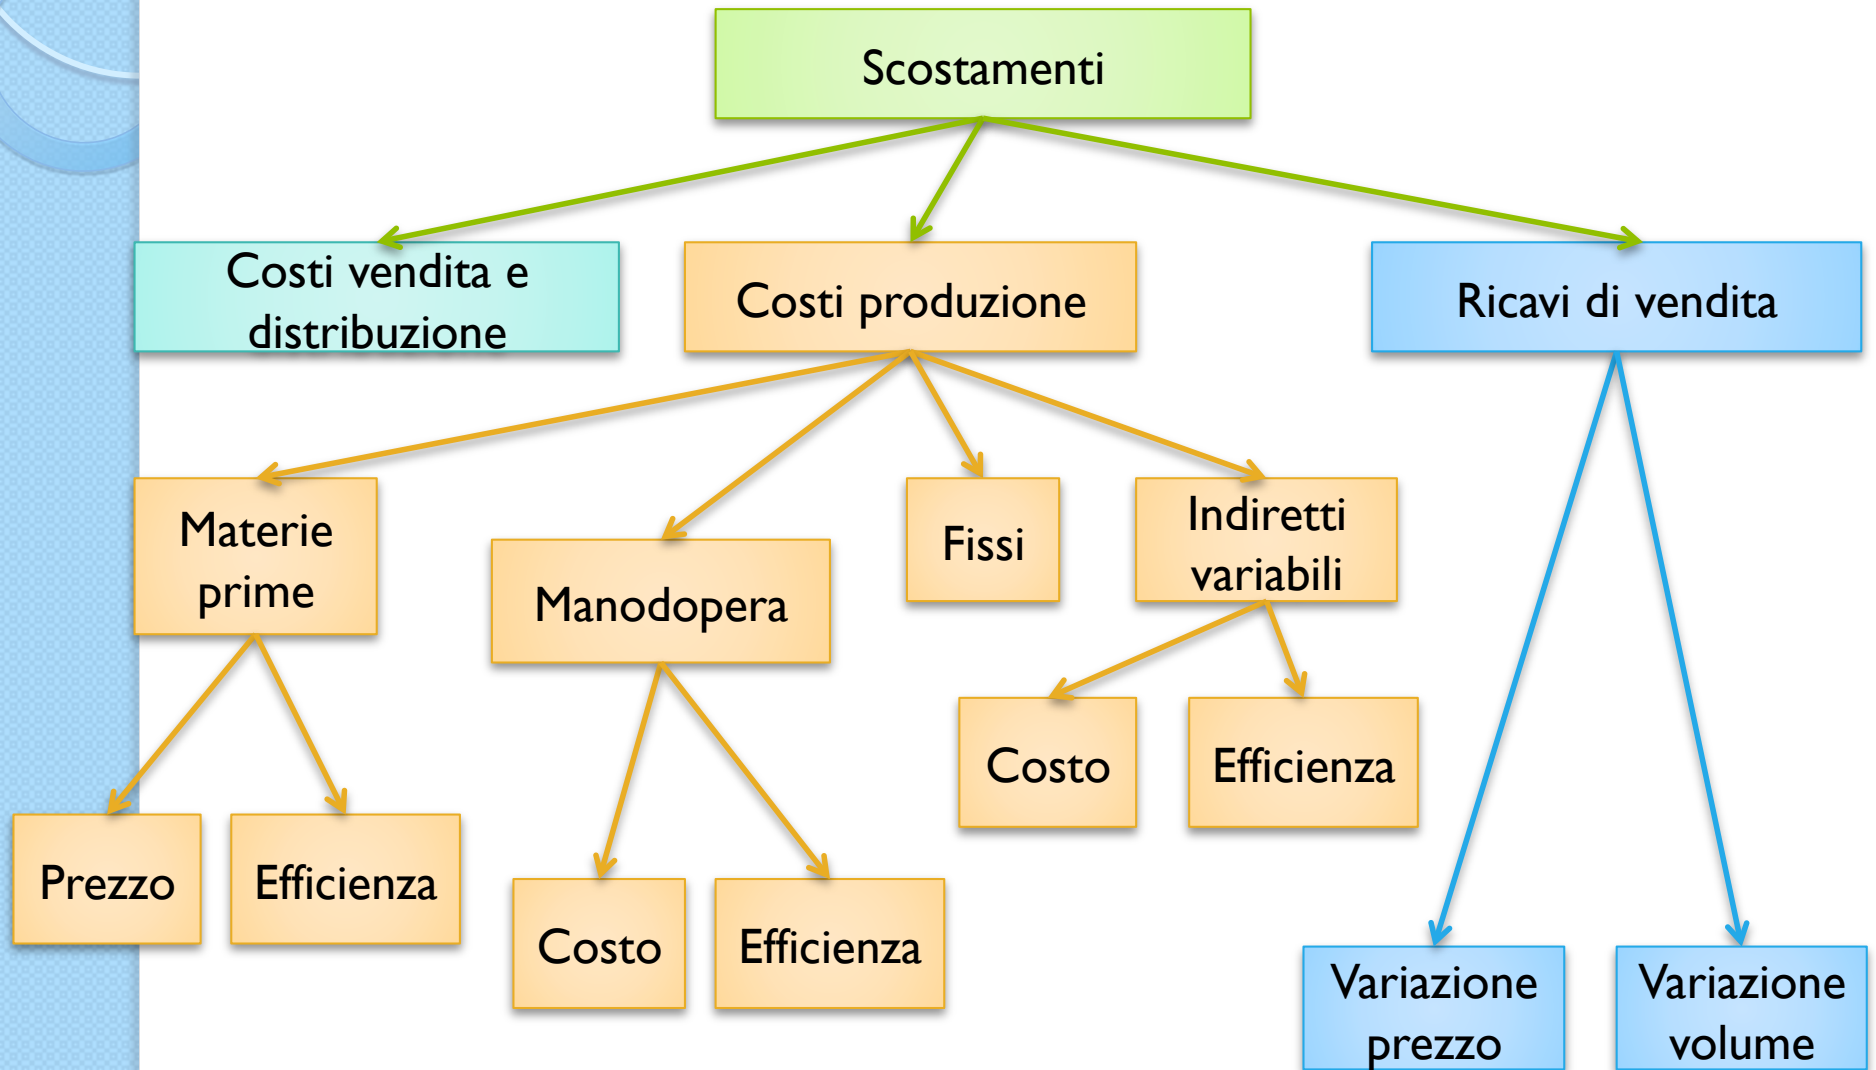 Scostamenti
Costi vendita e
distribuzione
Costi produzione
Ricavi di vendita
Materie
prime
Manodopera
Fissi
Indiretti
variabili
Prezzo
Efficienza
Costo
Efficienza
Costo
Efficienza
Variazione
prezzo
Variazione
volume